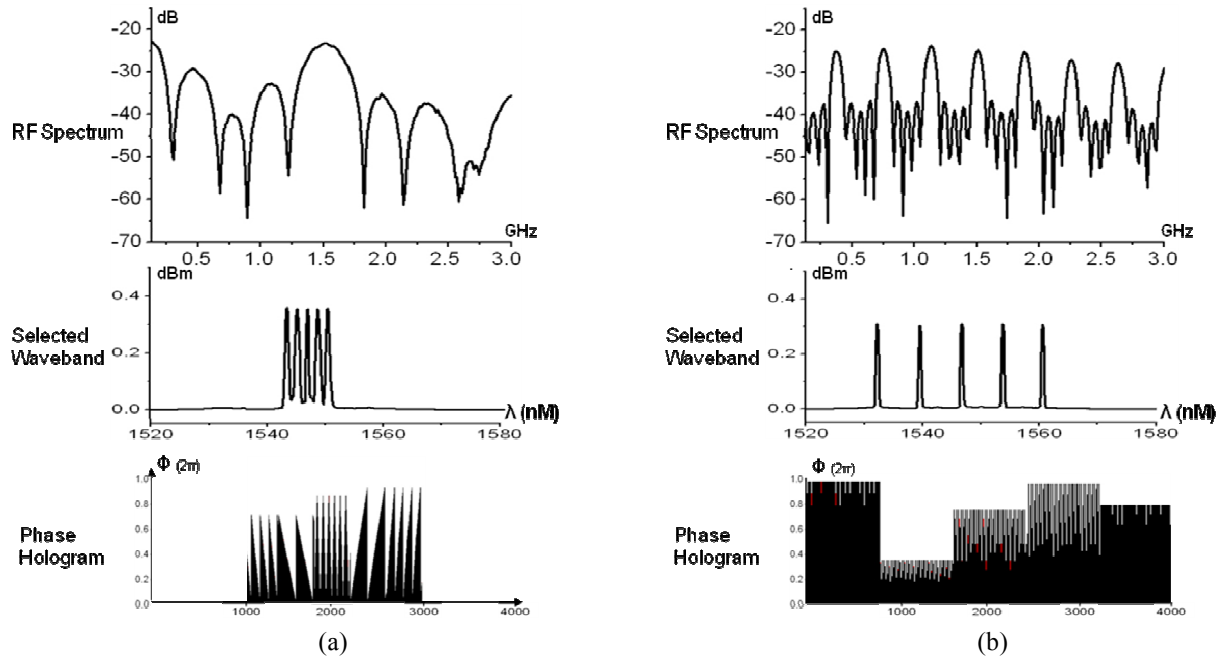 dB
-20
-30
-40
-50
-60
-70
RF Spectrum
GHz
0.5 1.0 1.5 2.0 2.5 3.0
dBm
0.4
0.2
0.0
Selected
Waveband
λ (nM)
1520 1540 1560 1580
Φ (2π)
1.0
0.8
0.6
0.4
0.2
0.0
Phase
Hologram
1000 2000 3000 4000
(a)
dB
-20
-30
-40
-50
-60
-70
RF Spectrum
GHz
0.5 1.0 1.5 2.0 2.5 3.0
dBm
0.4
0.2
0.0
Selected
Waveband
λ (nM)
1520 1540 1560 1580
Φ (2π)
1.0
0.8
0.6
0.4
0.2
0.0
Phase
Hologram
1000 2000 3000 4000
(b)